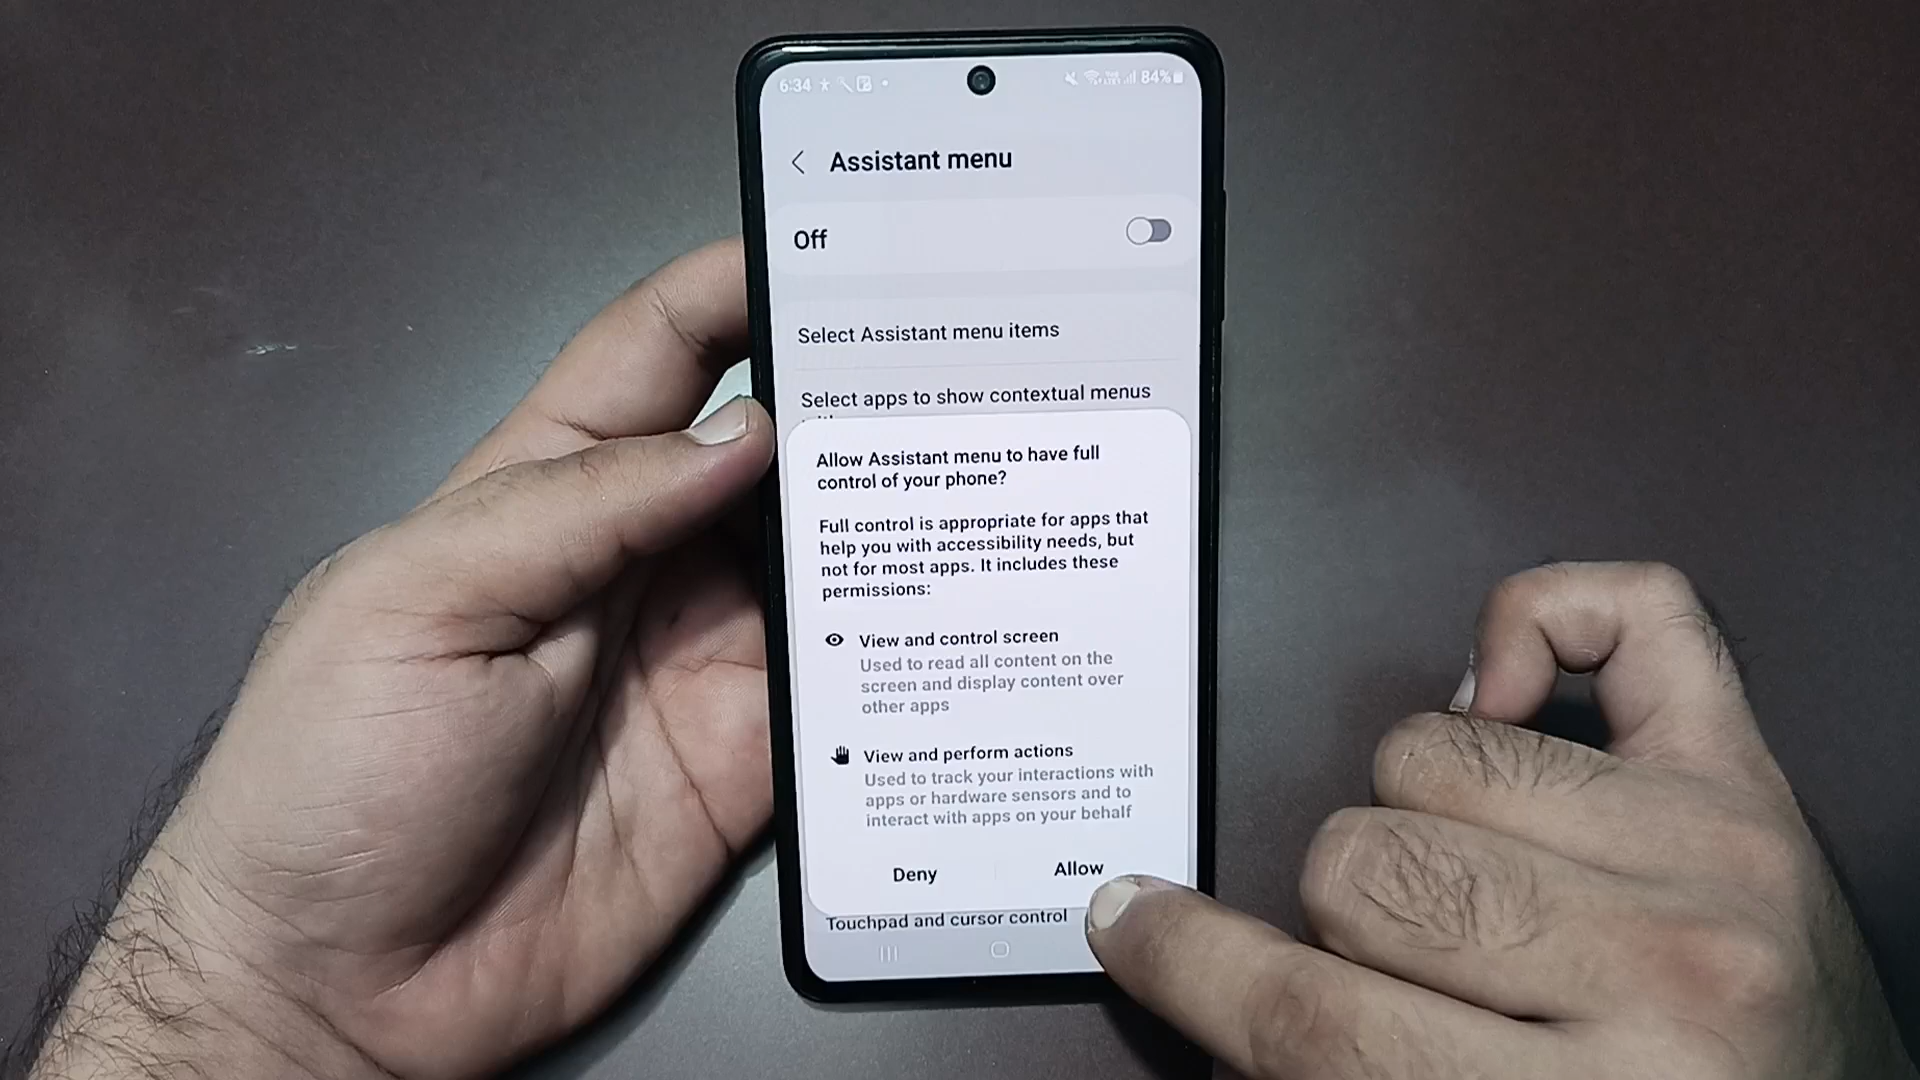 6:34
84%
Assistant menu
Off
Select Assistant menu items
Select apps to show contextual menus
Allow Assistant menu to have full
control of your phone?
Full control is appropriate for apps that
help you with accessibility needs, but
not for most apps. It includes these
permissions:
View and control screen
Used to read all content on the
screen and display content over
other apps
View and perform actions
Used to track your interactions with
apps or hardware sensors and to
interact with apps on your behalf
Deny
Allow
Touchpad and cursor control